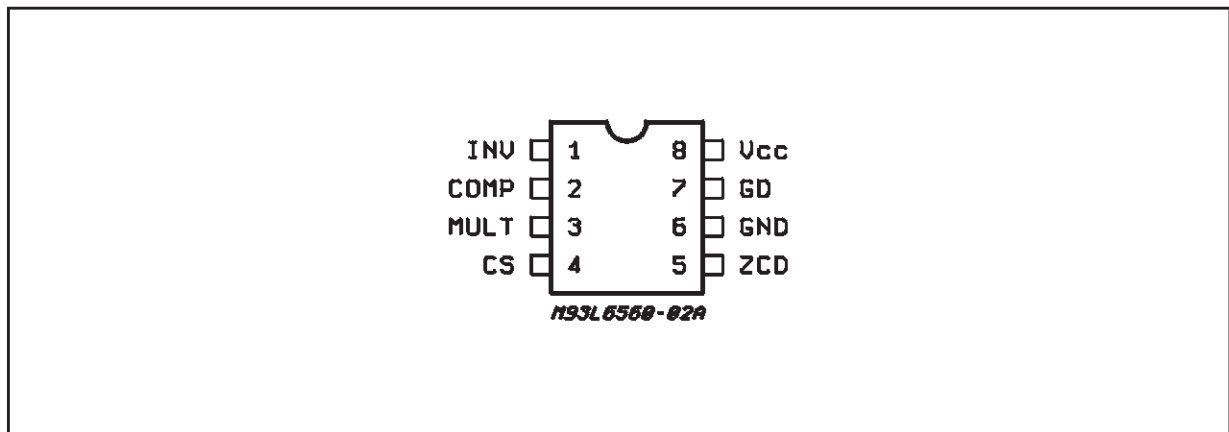 INV 1 8 Vcc
COMP 2 7 GD
MULT 3 6 GND
CS 4 5 ZCD
M93L6560-02A